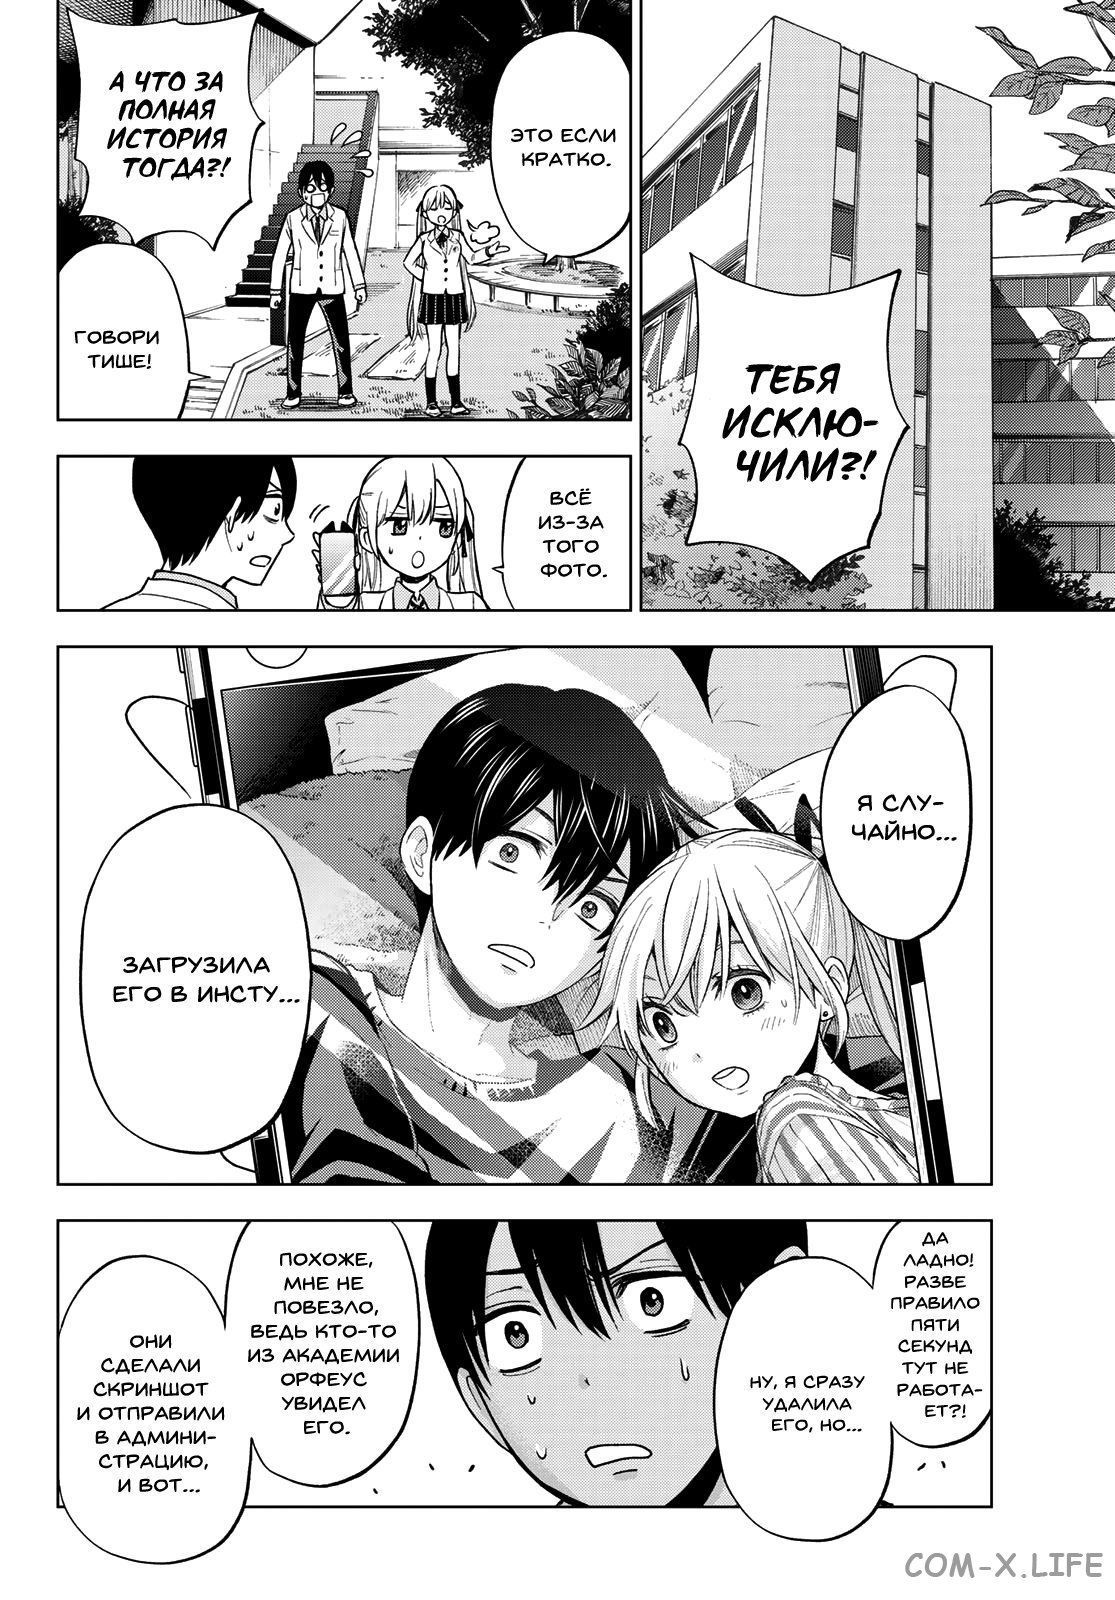 ТЕБЯ
ИСКЛЮ-
ЧИЛИ?!
ЭТО ЕСЛИ
КРАТКО.
А ЧТО ЗА
ПОЛНАЯ
ИСТОРИЯ
ТОГДА?!
ГОВОРИ
ТИШЕ!
ВСЁ
ИЗ-ЗА
ТОГО
ФОТО.
Я СЛУ-
ЧАЙНО...
ЗАГРУЗИЛА
ЕГО В ИНСТУ...
ДА
ЛАДНО!
РАЗВЕ
ПРАВИЛО
ПЯТИ
СЕКУНД
ТУТ НЕ
РАБОТА-
ЕТ?!
НУ, Я СРАЗУ
УДАЛИЛА
ЕГО, НО...
ПОХОЖЕ,
МНЕ НЕ
ПОВЕЗЛО,
ВЕДЬ КТО-ТО
ИЗ АКАДЕМИИ
ОРФЕУС
УВИДЕЛ
ЕГО.
ОНИ
СДЕЛАЛИ
СКРИНШОТ
И ОТПРАВИЛИ
В АДМИНИ-
СТРАЦИЮ,
И ВОТ...
COM-X.LIFE